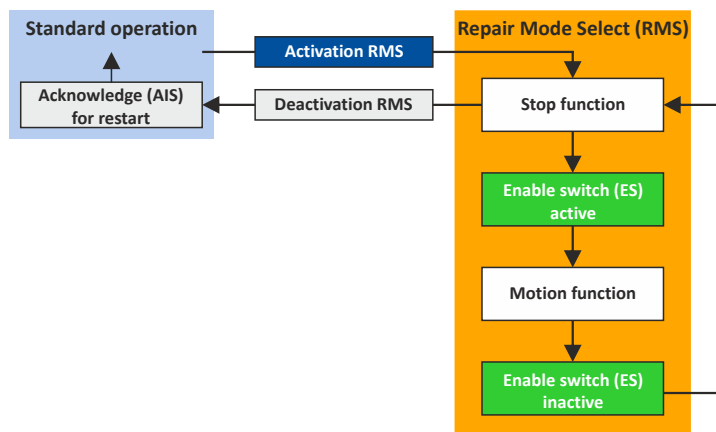 Standard operation
Activation RMS
Repair Mode Select (RMS)
Acknowledge (AIS)
for restart
Deactivation RMS
Stop function
Enable switch (ES)
active
Motion function
Enable switch (ES)
inactive